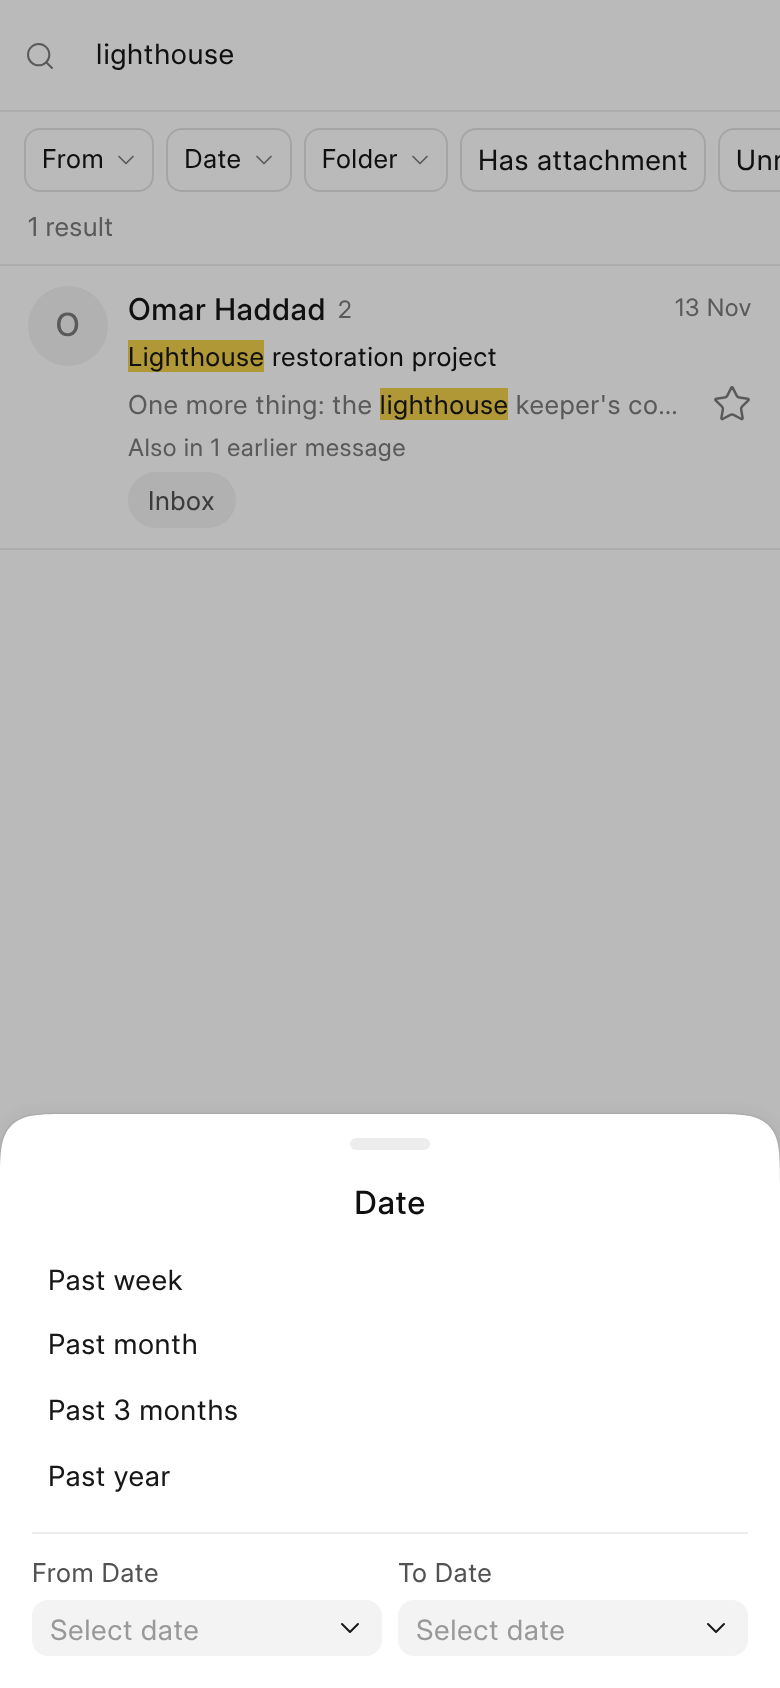 lighthouse
From Date Folder Has attachment
1 result
O
Omar Haddad 2 13 Nov
Lighthouse restoration project
One more thing: the lighthouse keeper's co...
Also in 1 earlier message
Inbox
Date
Past week
Past month
Past 3 months
Past year
From Date To Date
Select date Select date